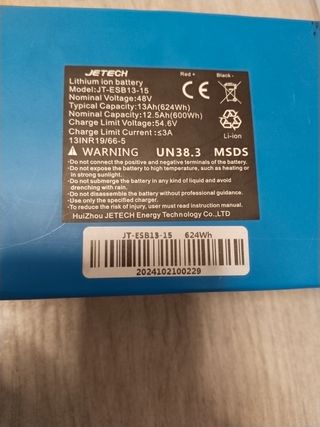 JETECH
Red + Black -
Lithium ion battery
Model:JT-ESB13-15
Nominal Voltage:48V
Typical Capacity:13Ah(624Wh)
Nominal Capacity:12.5Ah(600Wh)
Charge Limit Voltage:54.6V
Charge Limit Current:≤3A
13INR19/66-5
Li-ion
WARNING UN38.3 MSDS
•Do not connect the positive and negative terminals of the battery.
•Do not expose the battery to high temperature, such as heating or
in strong sunlight.
•Do not submerge the battery in any kind of liquid and avoid
drenching with rain.
•Do not disassemble the battery without professional guidance.
•Use only the specified charger.
•To reduce the risk of injury, user must read instruction manual.
HuiZhou JETECH Energy Technology Co.,LTD
JT-ESB13-15 624Wh
2024102100229